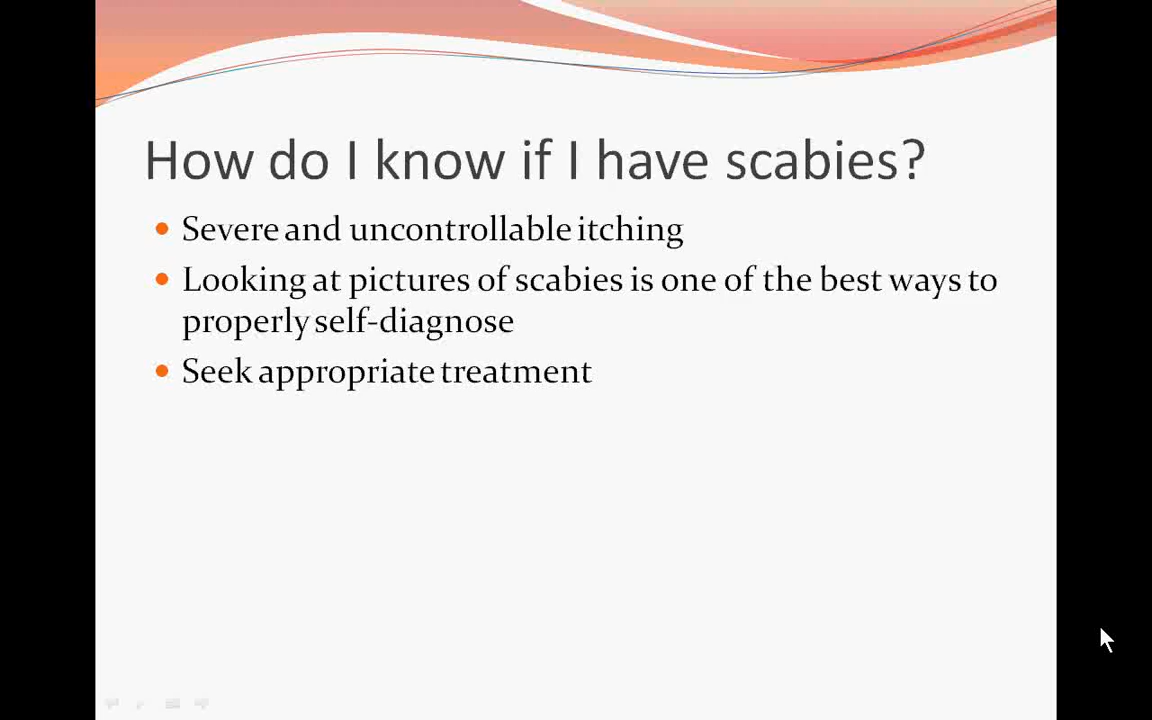 How do I know if I have scabies?
Severe and uncontrollable itching
Looking at pictures of scabies is one of the best ways to
properly self-diagnose
Seek appropriate treatment